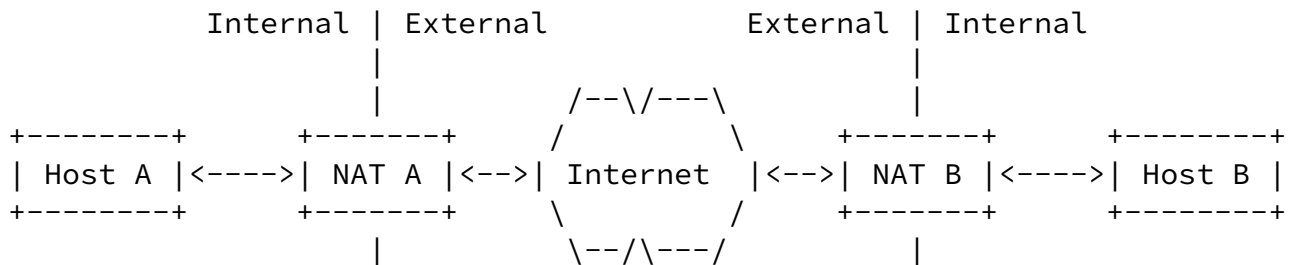 Internal | External External | Internal
| |
| /--\/---\ |
+--------+ +-------+ / \ +-------+ +--------+
| Host A |<---->| NAT A |<-->| Internet |<-->| NAT B |<---->| Host B |
+--------+ +-------+ \ / +-------+ +--------+
| \--/\---/ |